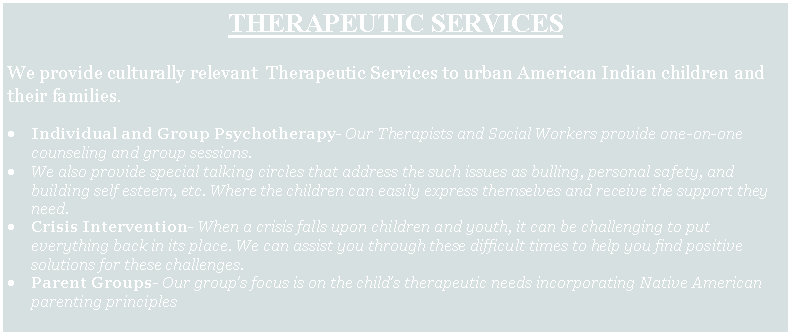 THERAPEUTIC SERVICES
We provide culturally relevant  Therapeutic Services to urban American Indian children and
their families.
• Individual and Group Psychotherapy- Our Therapists and Social Workers provide one-on-one
counseling and group sessions.
• We also provide special talking circles that address the such issues as bulling, personal safety, and
building self esteem, etc. Where the children can easily express themselves and receive the support they
need.
• Crisis Intervention- When a crisis falls upon children and youth, it can be challenging to put
everything back in its place. We can assist you through these difficult times to help you find positive
solutions for these challenges.
• Parent Groups- Our group's focus is on the child's therapeutic needs incorporating Native American
parenting principles